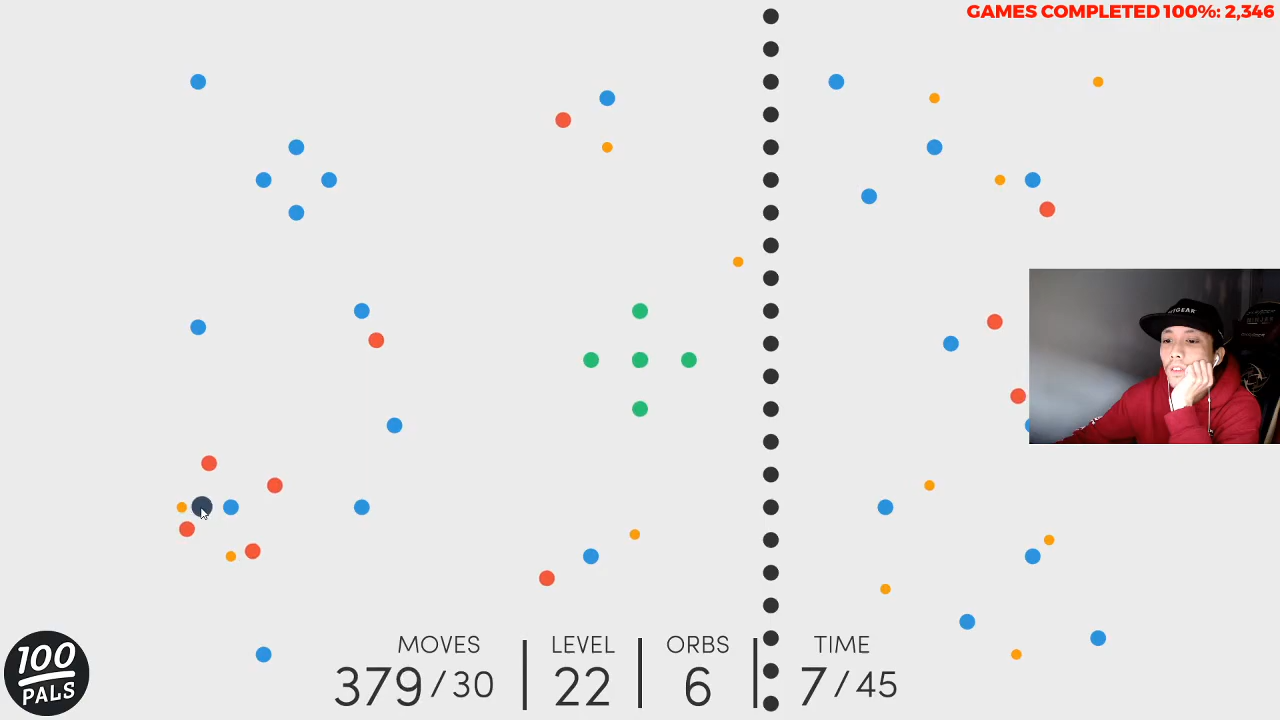 GAMES COMPLETED 100%: 2,346
MOVES
379/30
LEVEL
22
ORBS
6
TIME
7/45
100
PALS